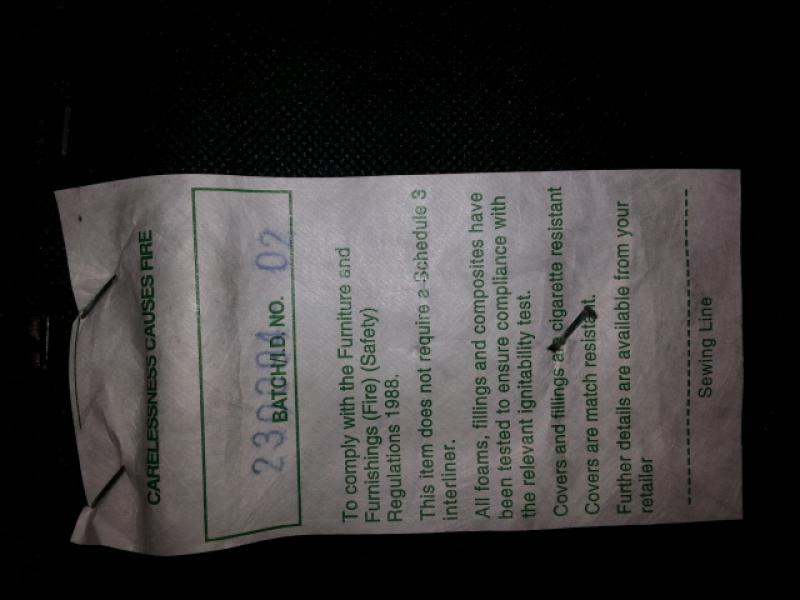 CARELESSNESS CAUSES FIRE
BATCH/I.D. NO. 02
To comply with the Furniture and
Furnishings (Fire) (Safety)
Regulations 1988.
This item does not require a Schedule 3
interliner.
All foams, fillings and composites have
been tested to ensure compliance with
the relevant ignitability test.
Covers and fillings are cigarette resistant
Covers are match resistant.
Further details are available from your
retailer
Sewing Line